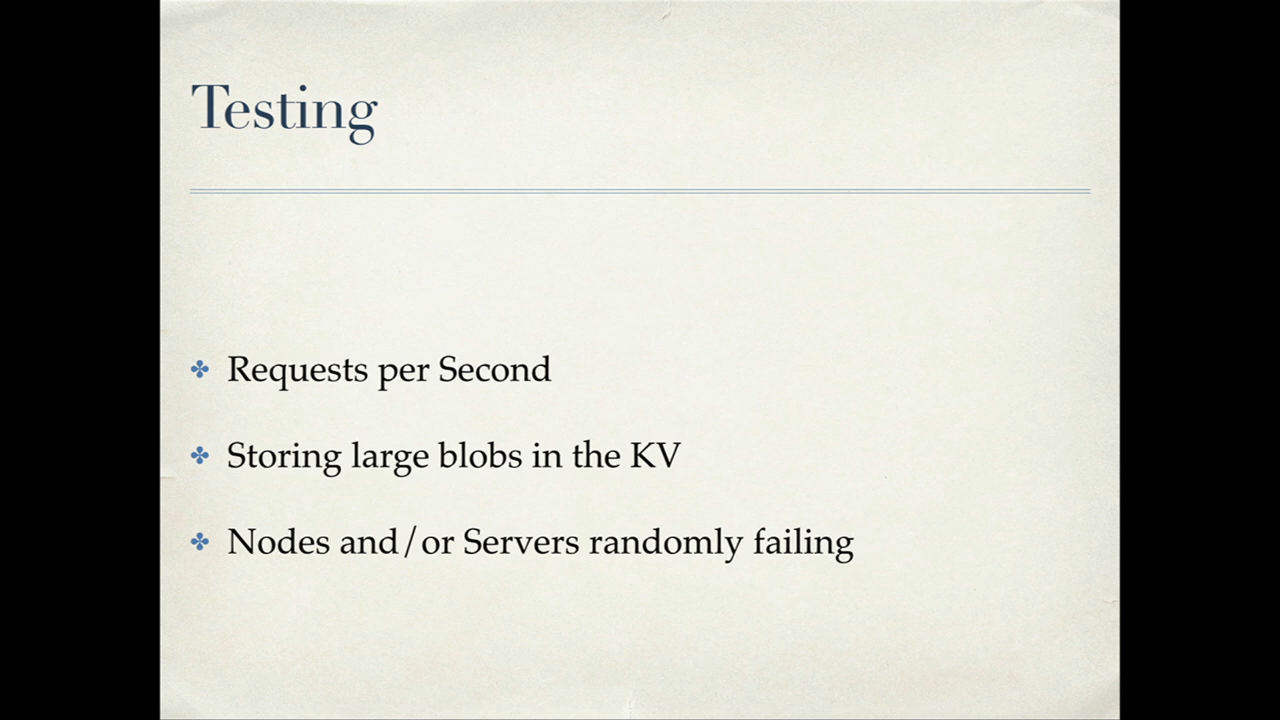 Testing
Requests per Second
Storing large blobs in the KV
Nodes and/or Servers randomly failing